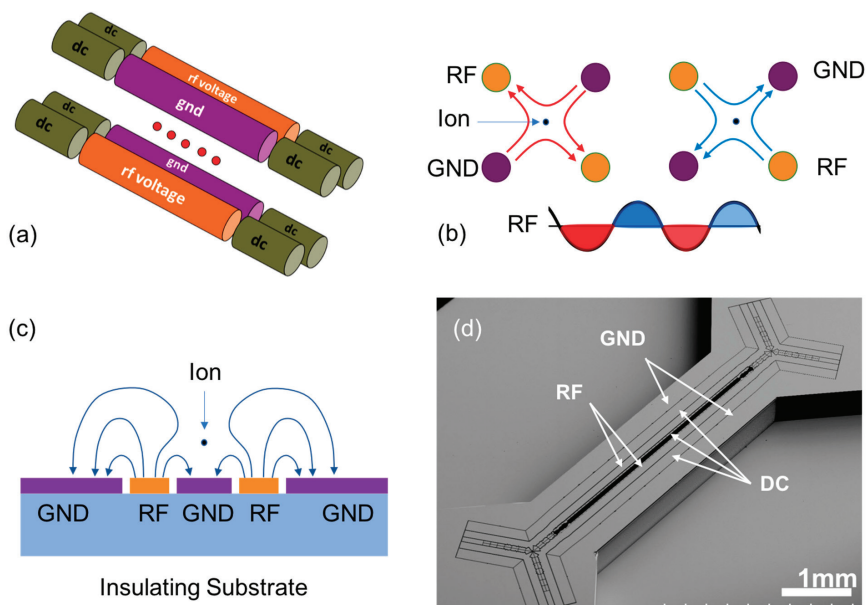 (a)
dc
dc
rf voltage
gnd
dc
dc
dc
dc
gnd
rf voltage
dc
dc
(b)
RF
GND
Ion
GND
RF
RF
(c)
Ion
GND
RF
GND
RF
GND
Insulating Substrate
(d)
GND
RF
DC
1mm